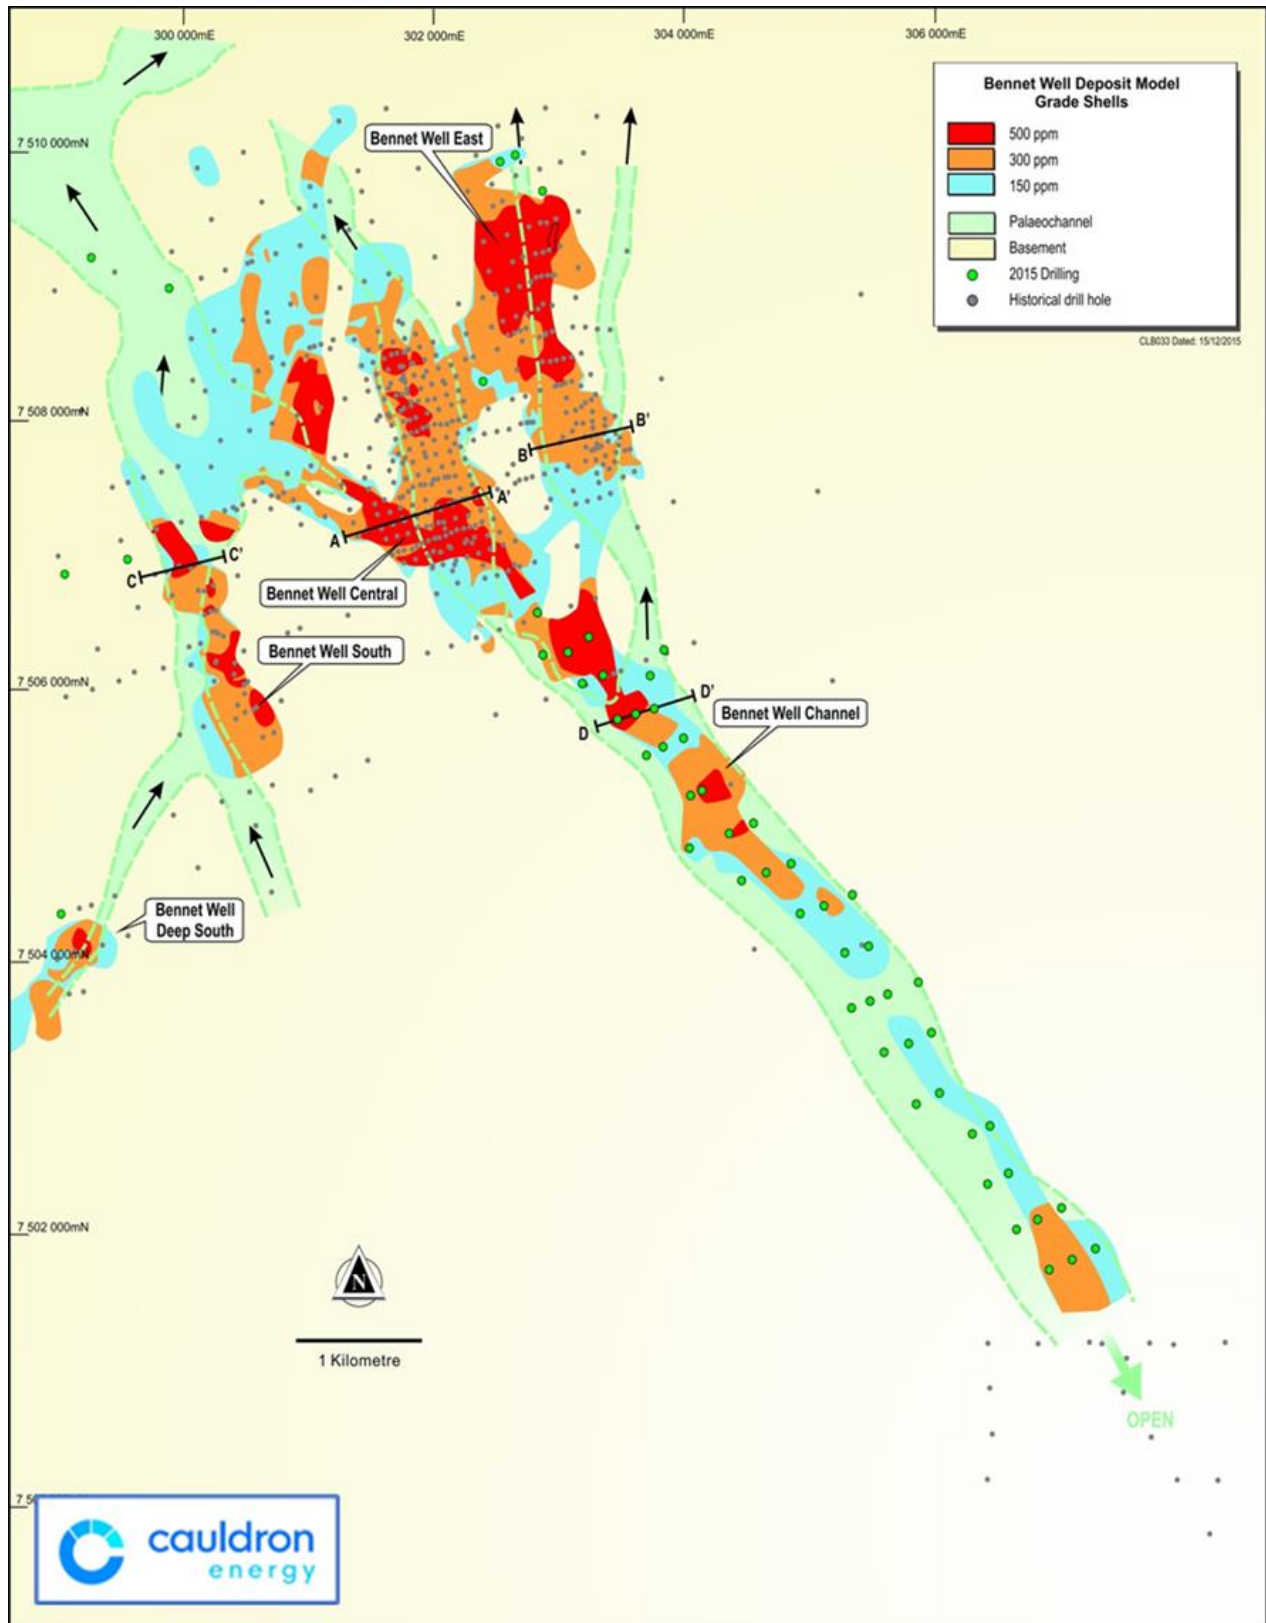 300 000mE
302 000mE
304 000mE
306 000mE
Bennet Well Deposit Model
Grade Shells
500 ppm
300 ppm
150 ppm
Palaeochannel
Basement
2015 Drilling
Historical drill hole
CLB033 Dated: 15/12/2015
7 510 000mN
Bennet Well East
7 508 000mN
B
B'
A
A'
C
C'
Bennet Well Central
Bennet Well South
7 506 000mN
D
D'
Bennet Well Channel
Bennet Well
Deep South
7 504 000mN
7 502 000mN
N
1 Kilometre
OPEN
cauldron
energy